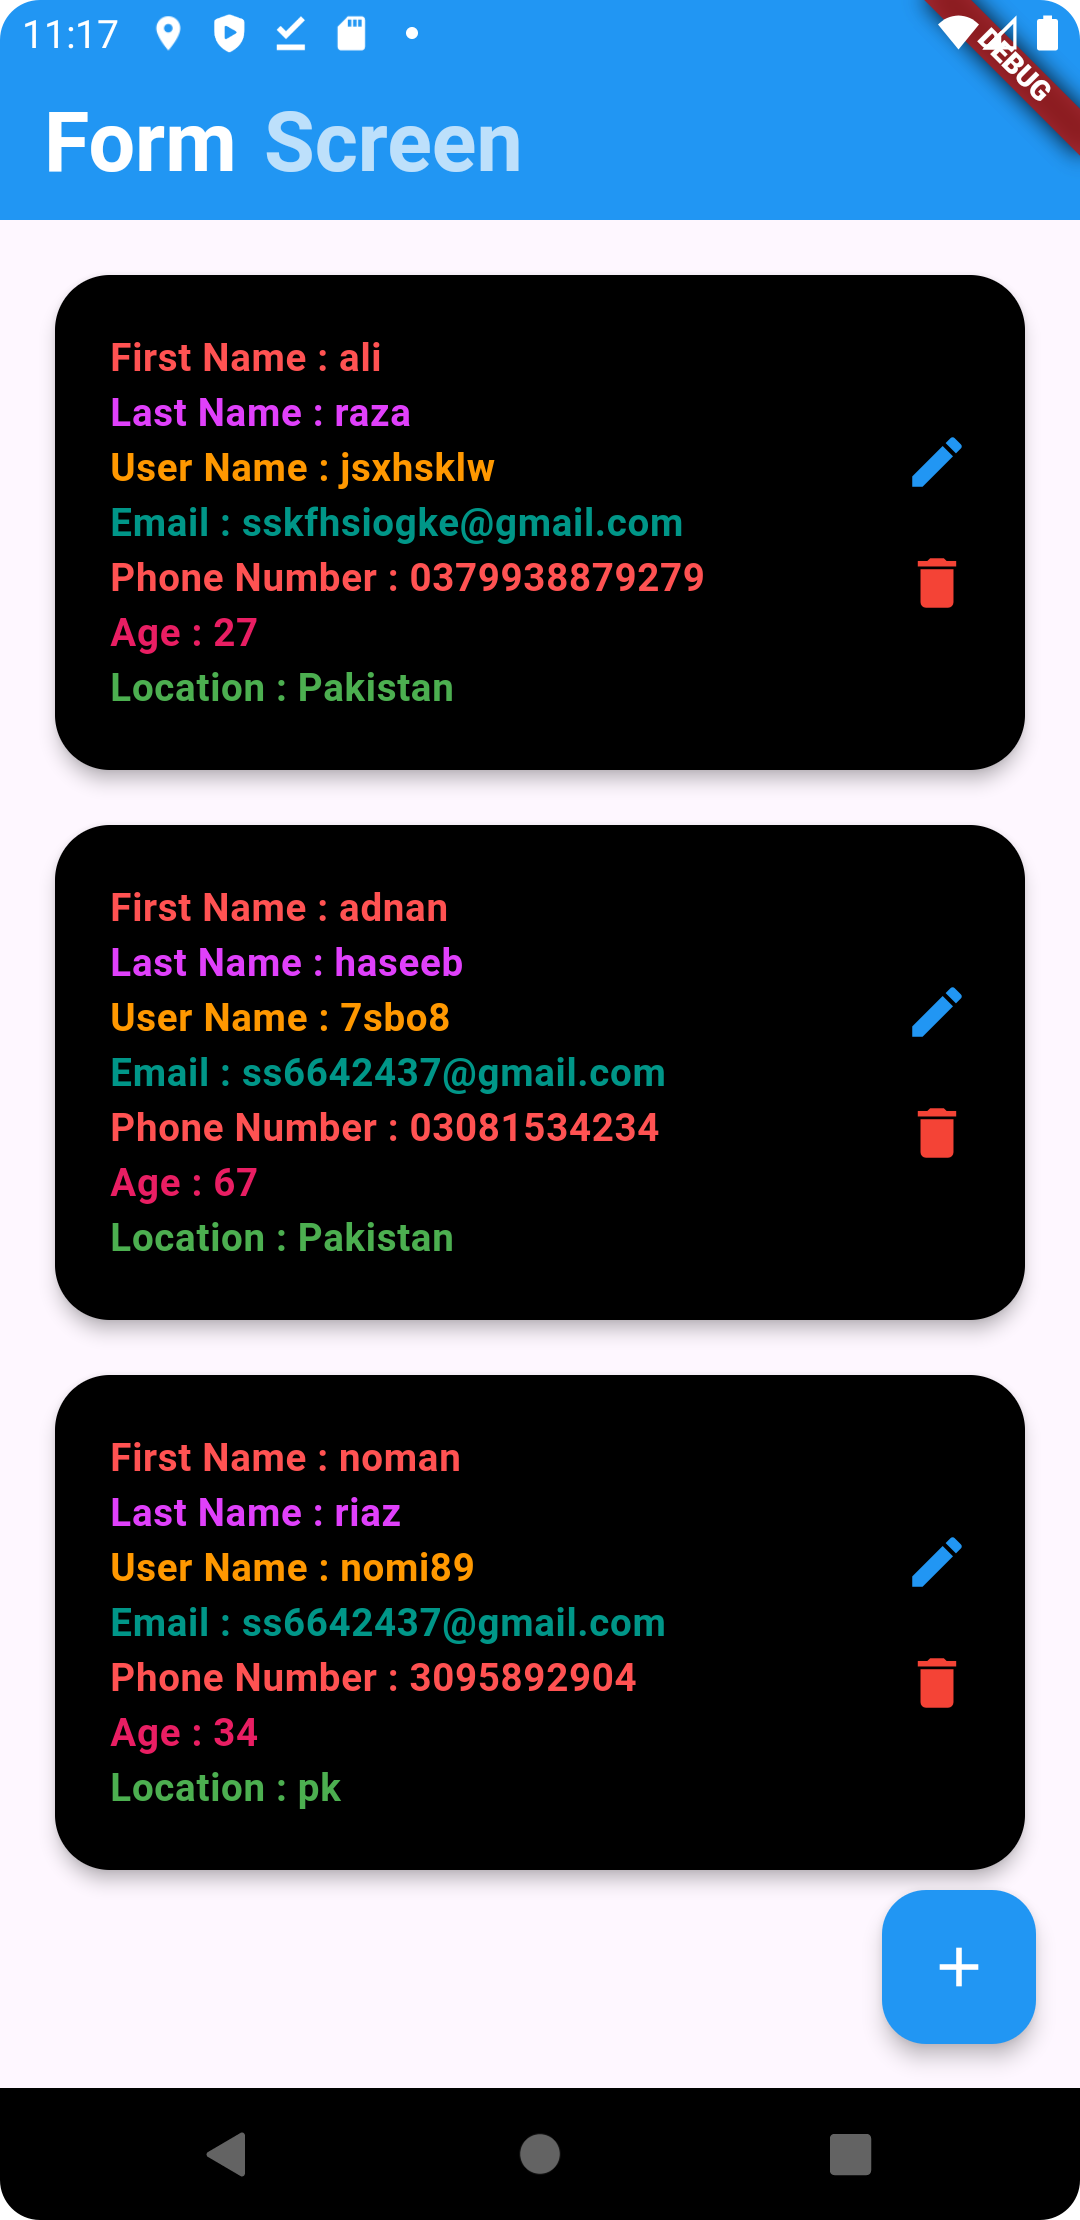 11:17
DEBUG
Form Screen
First Name : ali
Last Name : raza
User Name : jsxhsklw
Email : sskfhsiogke@gmail.com
Phone Number : 0379938879279
Age : 27
Location : Pakistan
First Name : adnan
Last Name : haseeb
User Name : 7sbo8
Email : ss6642437@gmail.com
Phone Number : 03081534234
Age : 67
Location : Pakistan
First Name : noman
Last Name : riaz
User Name : nomi89
Email : ss6642437@gmail.com
Phone Number : 3095892904
Age : 34
Location : pk